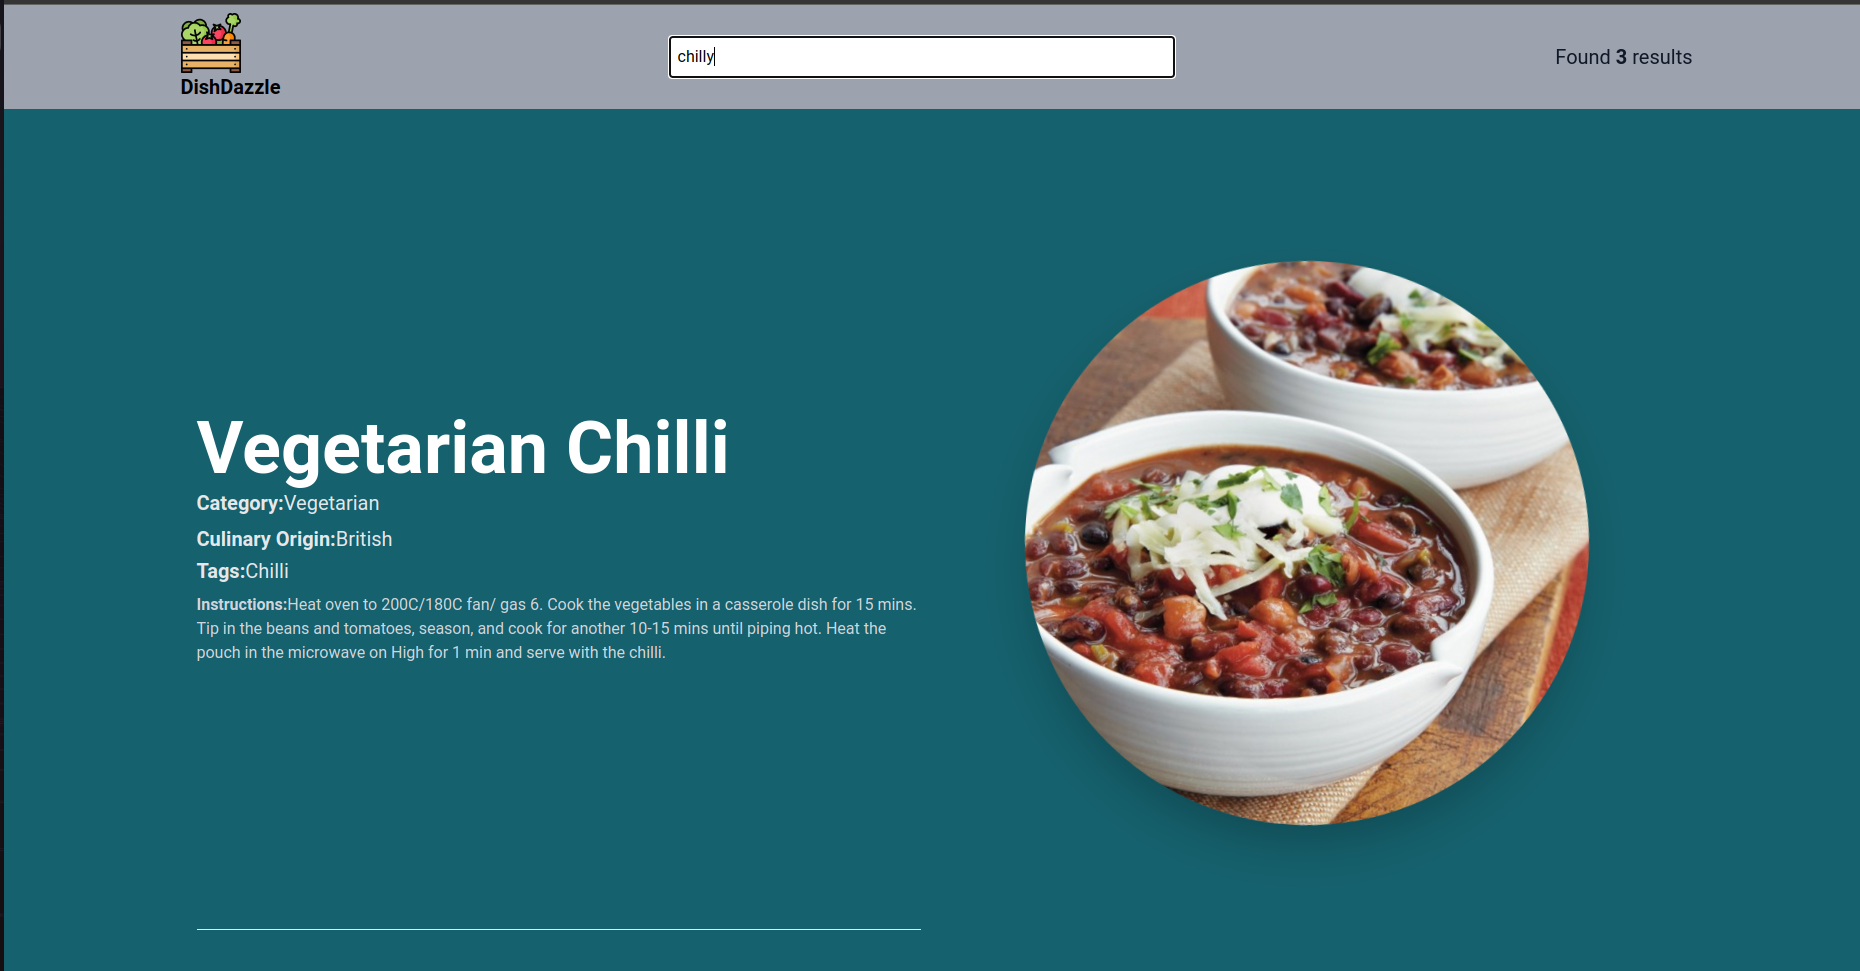 DishDazzle
chilly
Found 3 results
Vegetarian Chilli
Category:Vegetarian
Culinary Origin:British
Tags:Chilli
Instructions:Heat oven to 200C/180C fan/ gas 6. Cook the vegetables in a casserole dish for 15 mins.
Tip in the beans and tomatoes, season, and cook for another 10-15 mins until piping hot. Heat the
pouch in the microwave on High for 1 min and serve with the chilli.